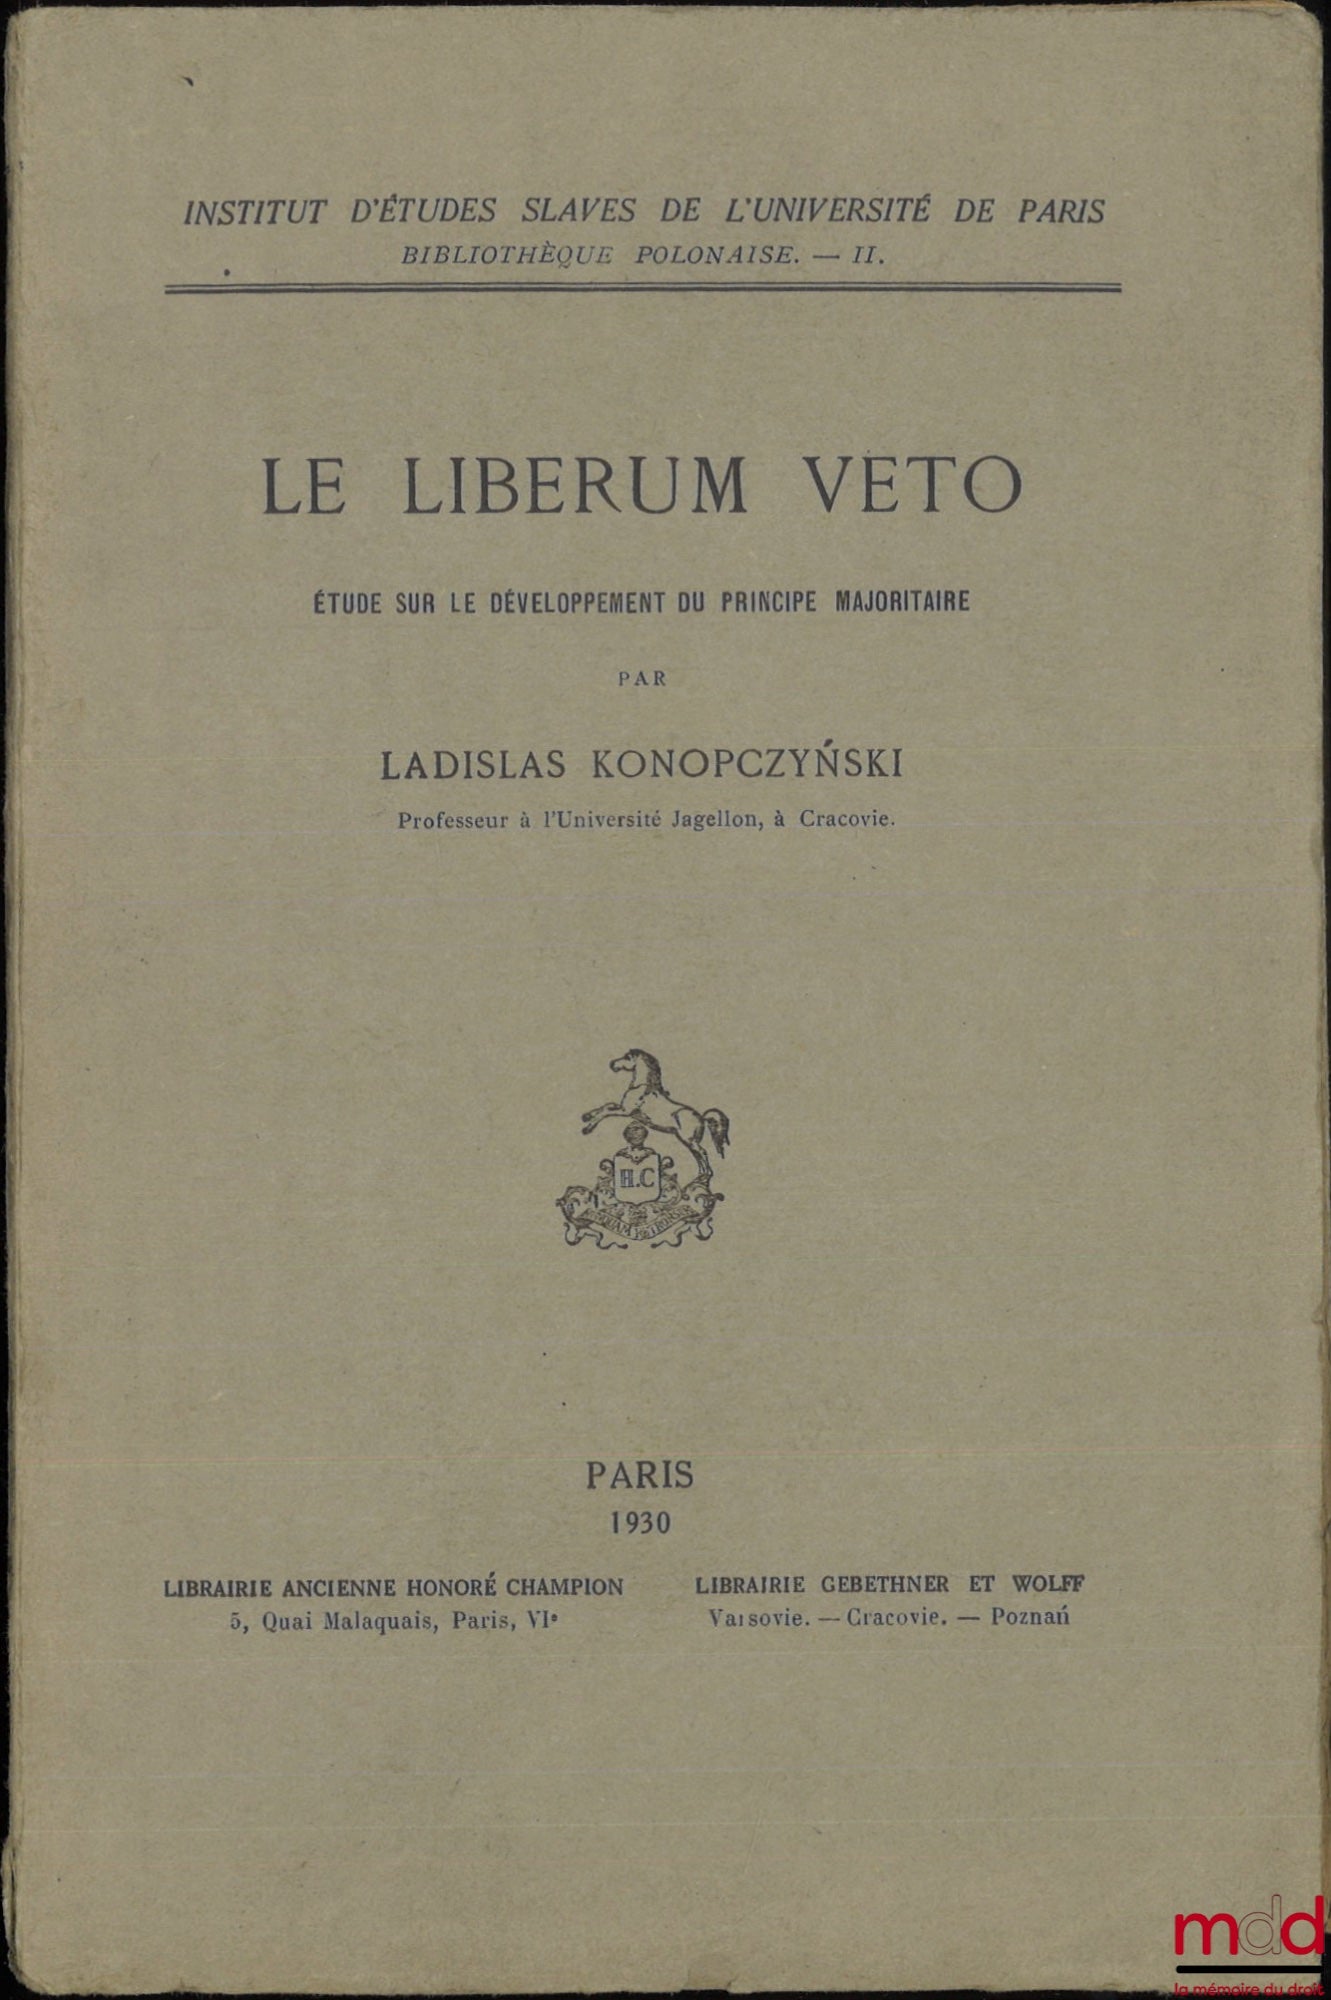 INSTITUT D'ÉTUDES SLAVES DE L'UNIVERSITÉ DE PARIS
BIBLIOTHÈQUE POLONAISE. — II.
LE LIBERUM VETO
ÉTUDE SUR LE DÉVELOPPEMENT DU PRINCIPE MAJORITAIRE
PAR
LADISLAS KONOPCZYŃSKI
Professeur à l'Université Jagellon, à Cracovie.
H.C
PARIS
1930
LIBRAIRIE ANCIENNE HONORÉ CHAMPION
5, Quai Malaquais, Paris, VIe
LIBRAIRIE GEBETHNER ET WOLFF
Varsovie. — Cracovie. — Poznań
mdd
la mémoire du droit